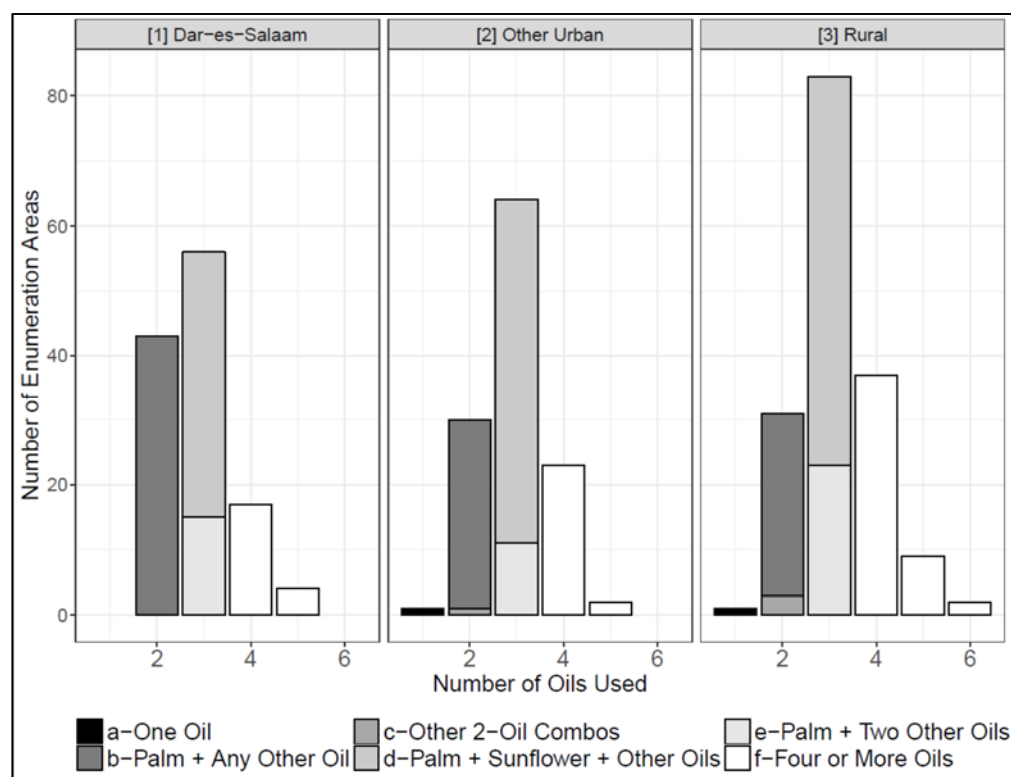 [1] Dar-es-Salaam
[2] Other Urban
[3] Rural
Number of Enumeration Areas
80
60
40
20
0
2 4 6
2 4 6
2 4 6
Number of Oils Used
a-One Oil
b-Palm + Any Other Oil
c-Other 2-Oil Combos
d-Palm + Sunflower + Other Oils
e-Palm + Two Other Oils
f-Four or More Oils